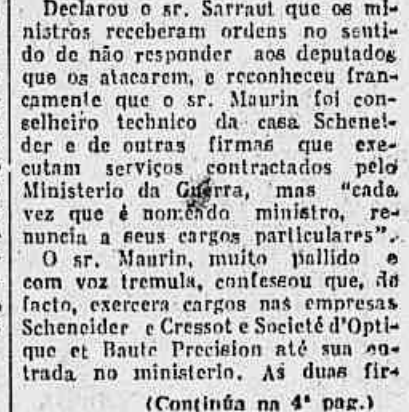 Declarou o sr. Sarraut que os mi-
nistros receberam ordens no senti-
do de não responder aos deputados
que os atacarem, e reconheceu fran-
camente que o sr. Maurin foi con-
selheiro technico da casa Schenei-
der e de outras firmas que exe-
cutam serviços contractados pelo
Ministerio da Guerra, mas "cada
vez que é nomeado ministro, re-
nuncia a seus cargos particulares".
O sr. Maurin, muito pallido e
com voz tremula, confessou que, de
facto, exercera cargos nas empresas
Scheneider e Cressot e Societé d'Opti-
que et Baute Precision até sua en-
trada no ministerio. As duas fir-
(Continúa na 4ª pag.)